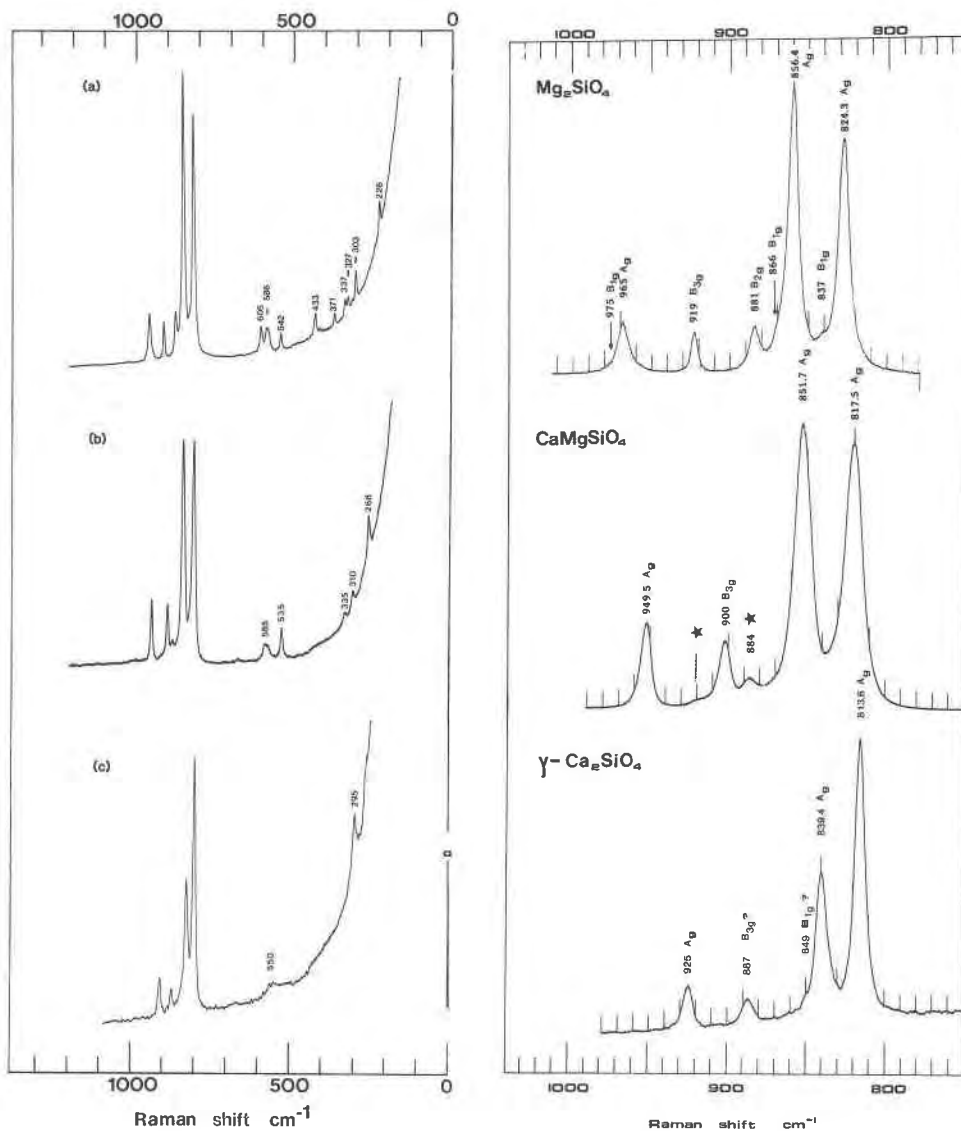 1000 500 0
(a)
605
586
542
433
371
337
327
303
226
(b)
585
535
335
310
268
(c)
550
295
0
1000 500 0
Raman shift cm-1
1000 900 800
Mg2SiO4
975 B1g
965 Ag
919 B3g
881 B2g
866 B1g
856.4 Ag
837 B1g
824.3 Ag
CaMgSiO4
949.5 Ag
★
900 B3g
884 ★
851.7 Ag
817.5 Ag
γ-Ca2SiO4
925 Ag
887 B3g?
849 B1g?
839.4 Ag
813.6 Ag
1000 900 800
Raman shift cm-1